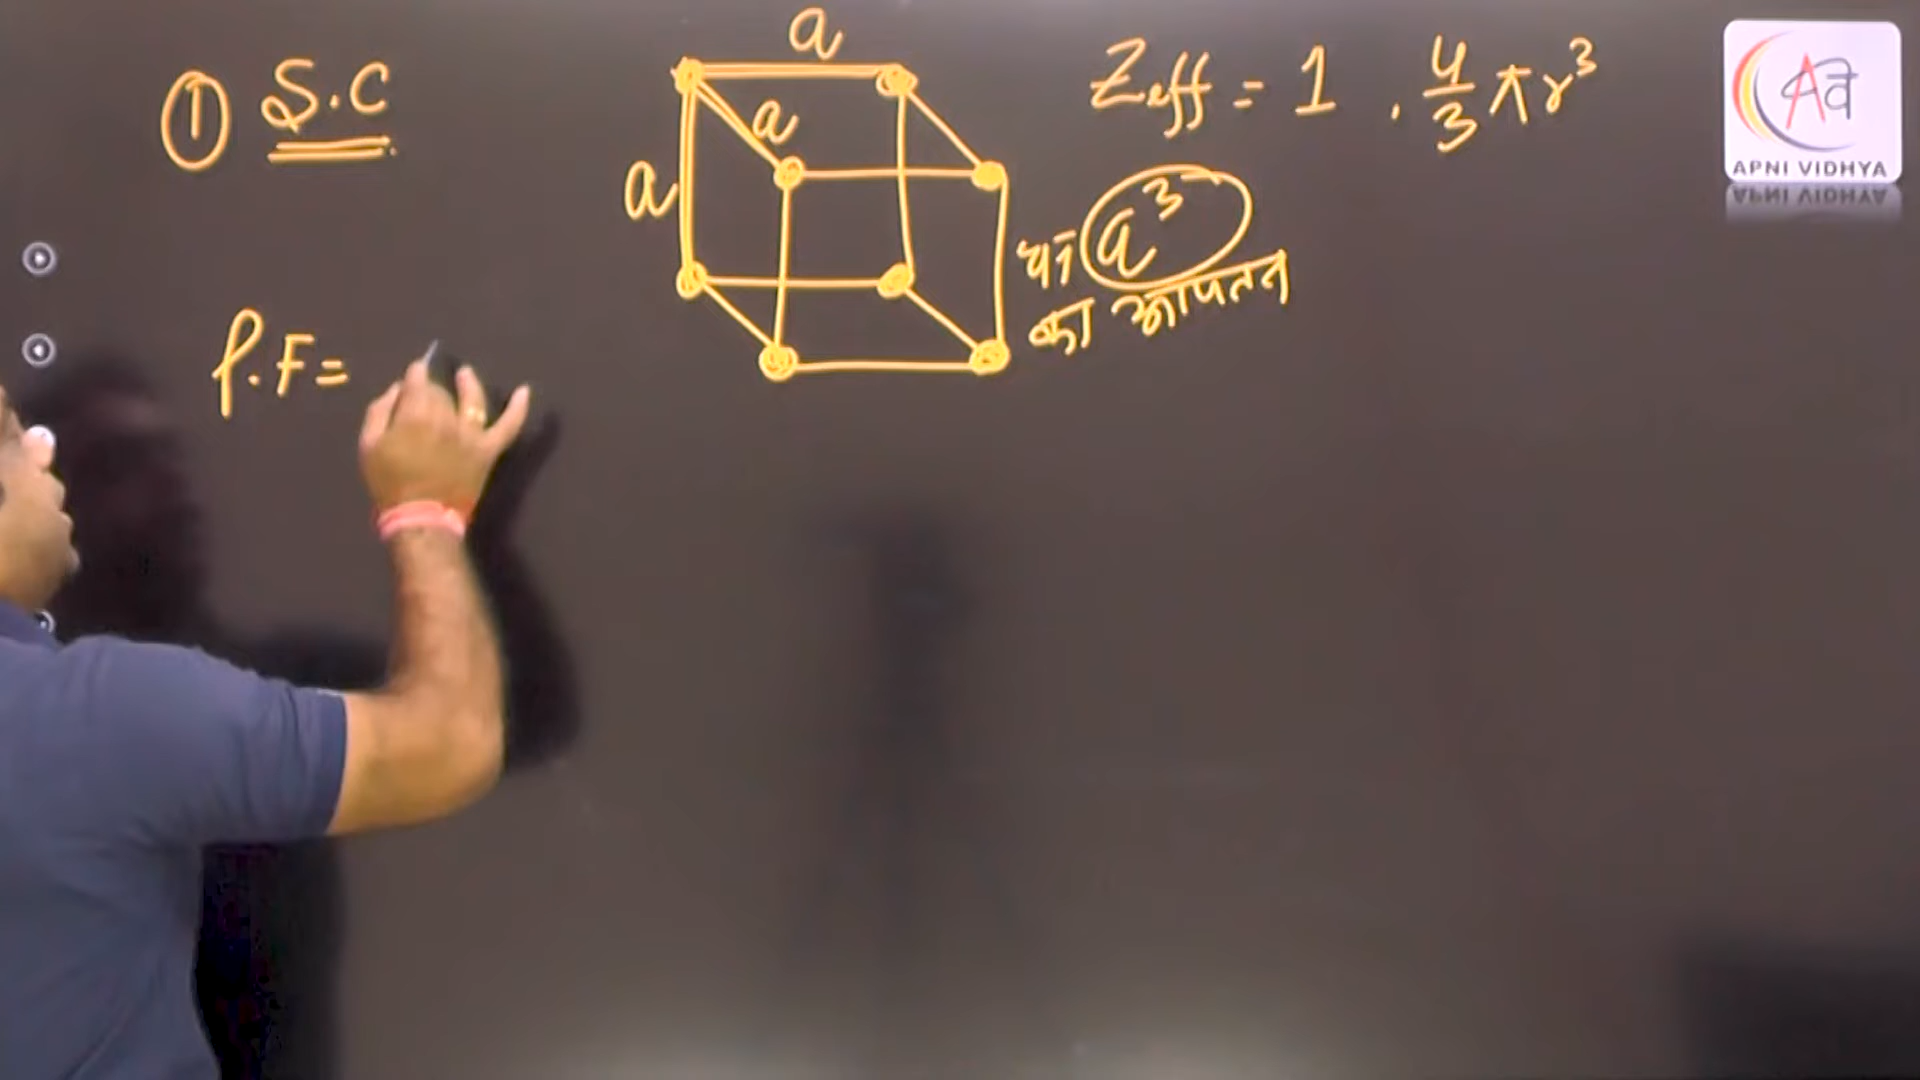 ① S.C
a
a
a
Zeff = 1 . 4/3 πr³
घन a³
का आयतन
P.F =
Aवि
APNI VIDHYA